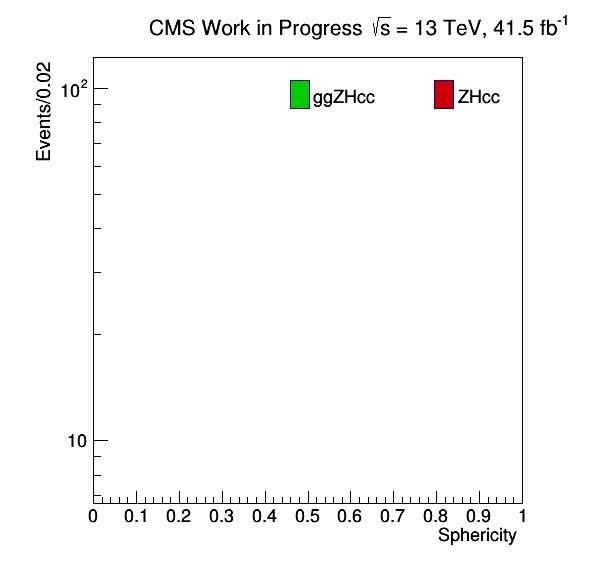 CMS Work in Progress √s = 13 TeV, 41.5 fb⁻¹
Events/0.02
10²
10
ggZHcc
ZHcc
0 0.1 0.2 0.3 0.4 0.5 0.6 0.7 0.8 0.9 1
Sphericity